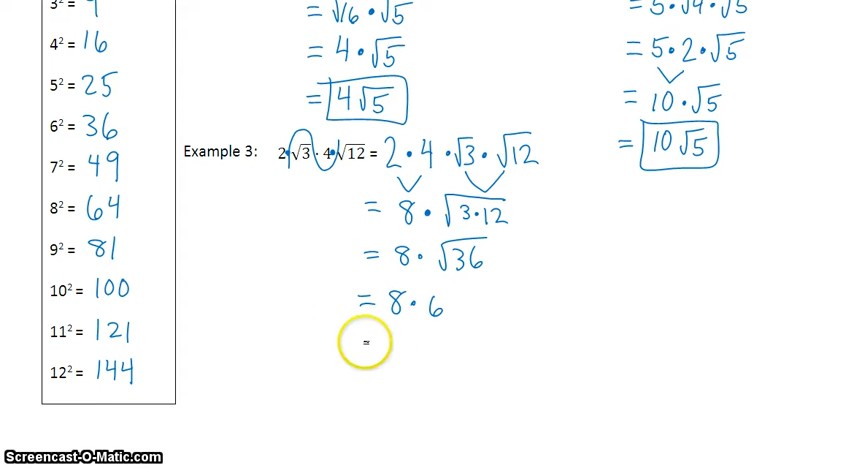 3² = 9
4² = 16
5² = 25
6² = 36
7² = 49
8² = 64
9² = 81
10² = 100
11² = 121
12² = 144
= √16 · √5
= 4 · √5
= 4√5
= 5 · √4 · √5
= 5 · 2 · √5
= 10 · √5
= 10√5
Example 3: 2√3 · 4√12 = 2 · 4 · √3 · √12
= 8 · √3·12
= 8 · √36
= 8 · 6
=
Screencast-O-Matic.com